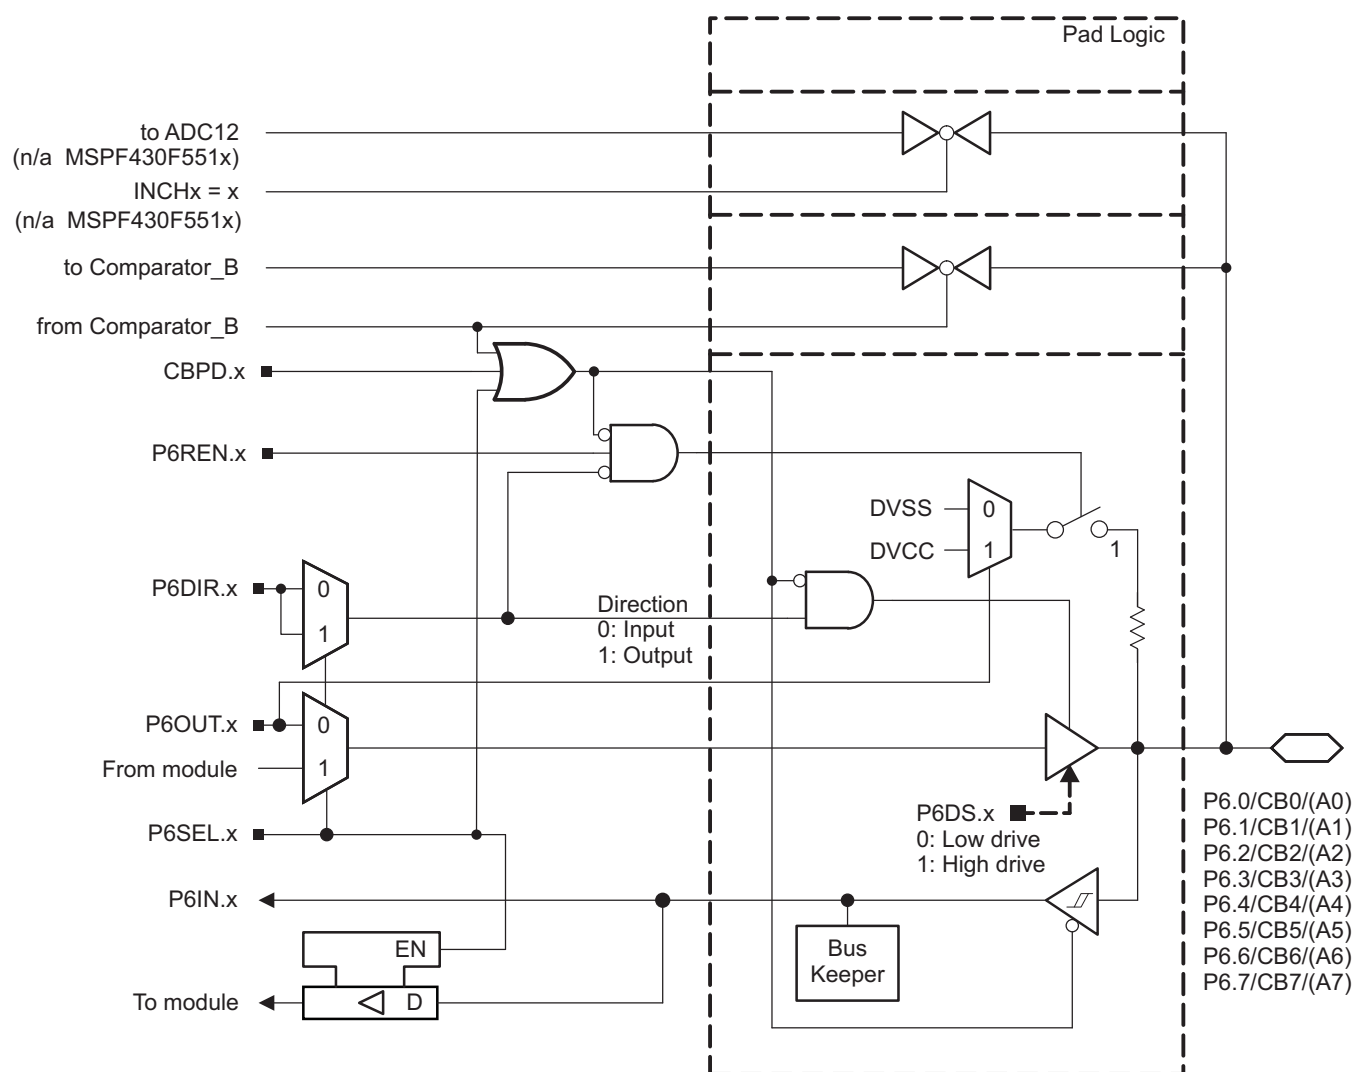 Pad Logic
to ADC12
(n/a MSPF430F551x)
INCHx = x
(n/a MSPF430F551x)
to Comparator_B
from Comparator_B
CBPD.x
P6REN.x
DVSS
0
DVCC
1
1
P6DIR.x
0
1
Direction
0: Input
1: Output
P6OUT.x
0
From module
1
P6SEL.x
P6DS.x
0: Low drive
1: High drive
P6IN.x
EN
Bus
Keeper
To module
D
P6.0/CB0/(A0)
P6.1/CB1/(A1)
P6.2/CB2/(A2)
P6.3/CB3/(A3)
P6.4/CB4/(A4)
P6.5/CB5/(A5)
P6.6/CB6/(A6)
P6.7/CB7/(A7)